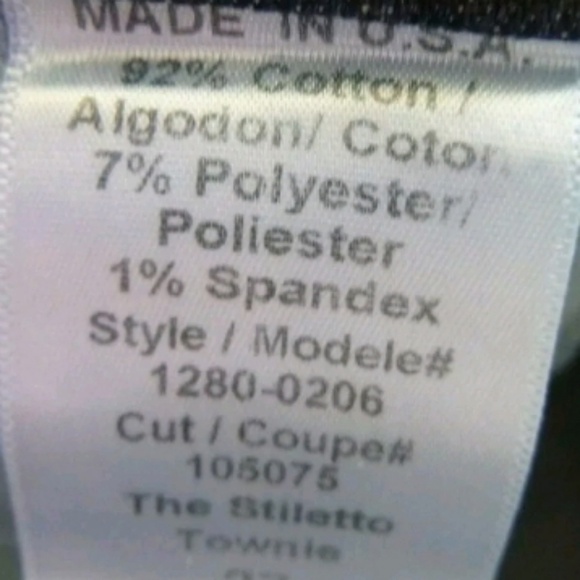 MADE IN U.S.A.
92% Cotton /
Algodon/ Coton
7% Polyester/
Poliester
1% Spandex
Style / Modele#
1280-0206
Cut / Coupe#
105075
The Stiletto
Townie